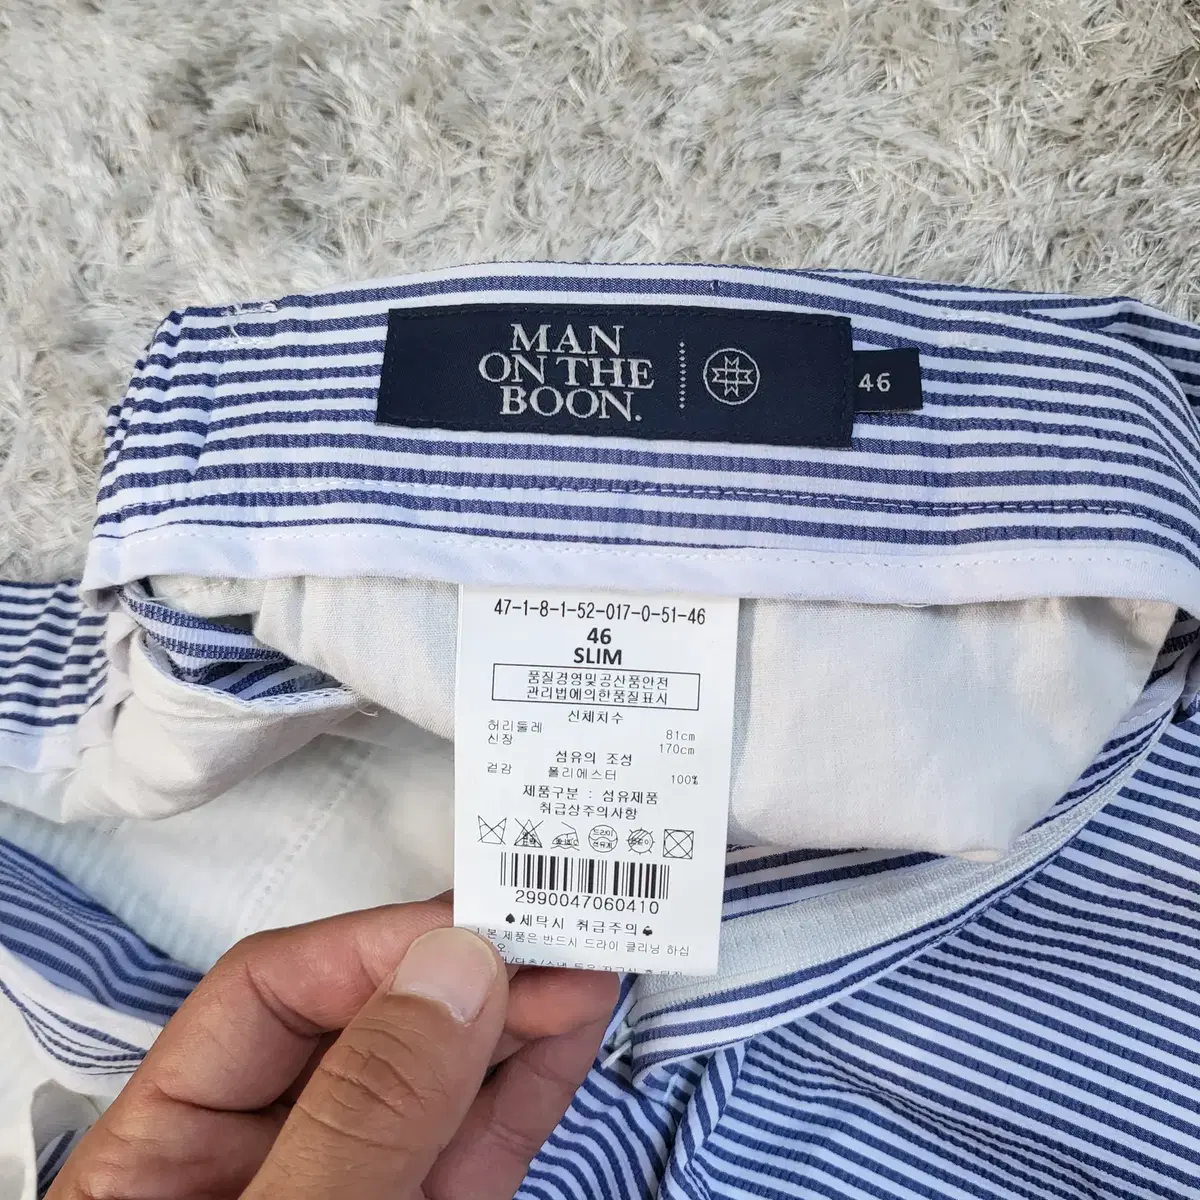 MAN
ON THE
BOON.
46
47-1-8-1-52-017-0-51-46
46
SLIM
품질경영및공산품안전
관리법에의한품질표시
신체치수
허리둘레 81cm
신장 170cm
섬유의 조성
겉감 폴리에스터 100%
제품구분 : 섬유제품
취급상주의사항
드라이
2990047060410
♠세탁시 취급주의♠
본 제품은 반드시 드라이 클리닝 하십
오.